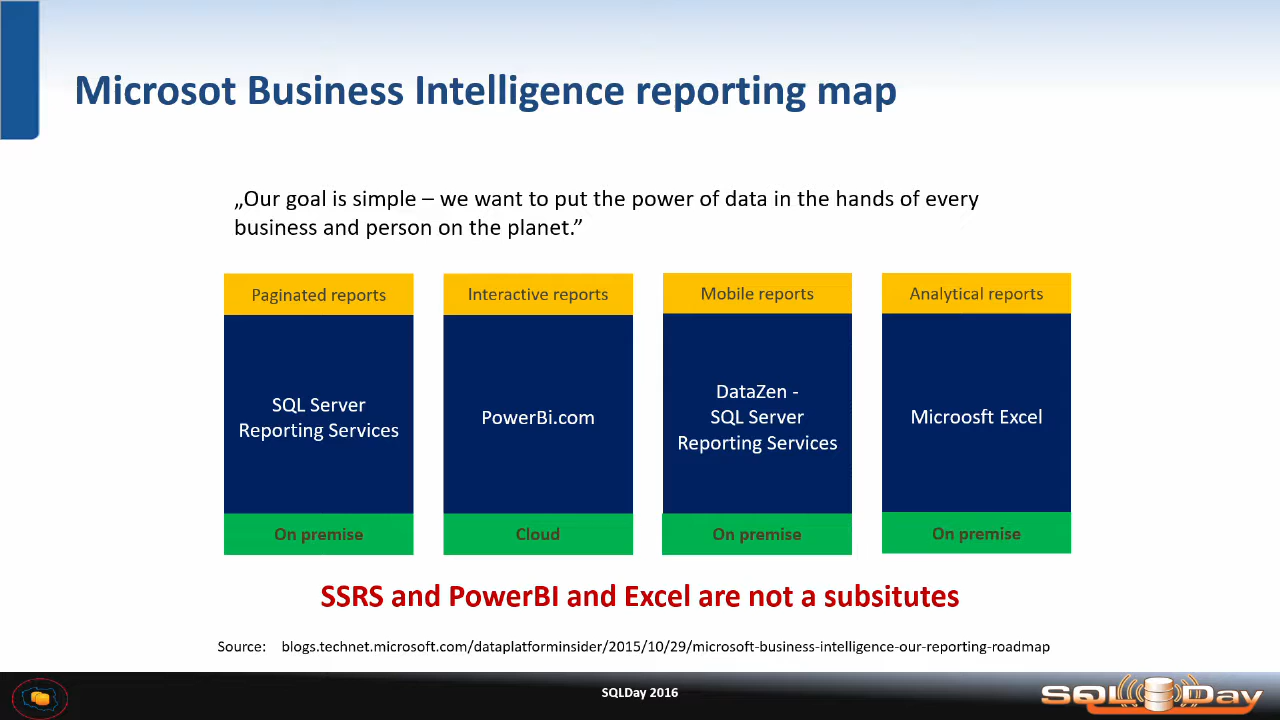 Microsot Business Intelligence reporting map
„Our goal is simple – we want to put the power of data in the hands of every
business and person on the planet.”
Paginated reports
Interactive reports
Mobile reports
Analytical reports
SQL Server
Reporting Services
PowerBi.com
DataZen -
SQL Server
Reporting Services
Microosft Excel
On premise
Cloud
On premise
On premise
SSRS and PowerBI and Excel are not a subsitutes
Source: blogs.technet.microsoft.com/dataplatforminsider/2015/10/29/microsoft-business-intelligence-our-reporting-roadmap
SQLDay 2016
SQL Day